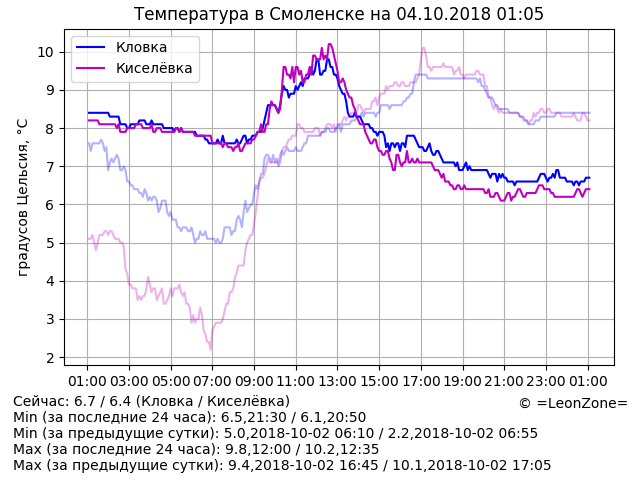 Температура в Смоленске на 04.10.2018 01:05
Кловка
Киселёвка
градусов Цельсия, °C
10
9
8
7
6
5
4
3
2
01:00 03:00 05:00 07:00 09:00 11:00 13:00 15:00 17:00 19:00 21:00 23:00 01:00
Сейчас: 6.7 / 6.4 (Кловка / Киселёвка)
© =LeonZone=
Min (за последние 24 часа): 6.5,21:30 / 6.1,20:50
Min (за предыдущие сутки): 5.0,2018-10-02 06:10 / 2.2,2018-10-02 06:55
Max (за последние 24 часа): 9.8,12:00 / 10.2,12:35
Max (за предыдущие сутки): 9.4,2018-10-02 16:45 / 10.1,2018-10-02 17:05